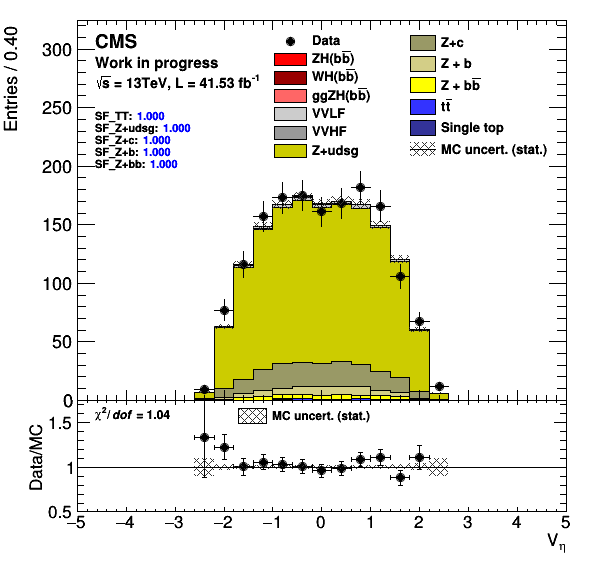 CMS
Work in progress
√s = 13TeV, L = 41.53 fb⁻¹
SF_TT: 1.000
SF_Z+udsg: 1.000
SF_Z+c: 1.000
SF_Z+b: 1.000
SF_Z+bb: 1.000
Data
ZH(bb̅)
WH(bb̅)
ggZH(bb̅)
VVLF
VVHF
Z+udsg
Z+c
Z + b
Z + bb̅
tt̅
Single top
MC uncert. (stat.)
Entries / 0.40
300
250
200
150
100
50
0
χ²/dof = 1.04
MC uncert. (stat.)
Data/MC
1.5
1
0.5
−5 −4 −3 −2 −1 0 1 2 3 4 5
V_η